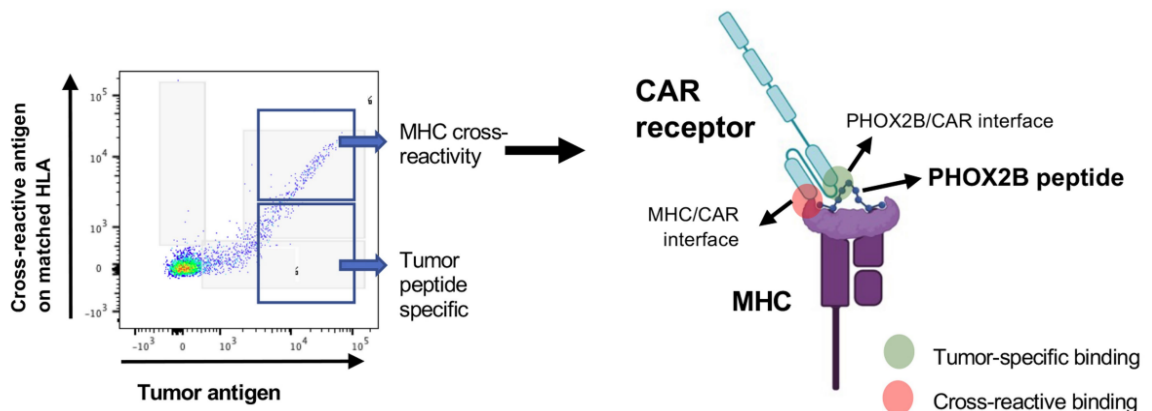 Cross-reactive antigen
on matched HLA
10^5
10^4
10^3
0
-10^3
-10^3
0
10^3
10^4
10^5
Tumor antigen
MHC cross-
reactivity
Tumor
peptide
specific
CAR
receptor
PHOX2B/CAR interface
PHOX2B peptide
MHC/CAR
interface
MHC
Tumor-specific binding
Cross-reactive binding